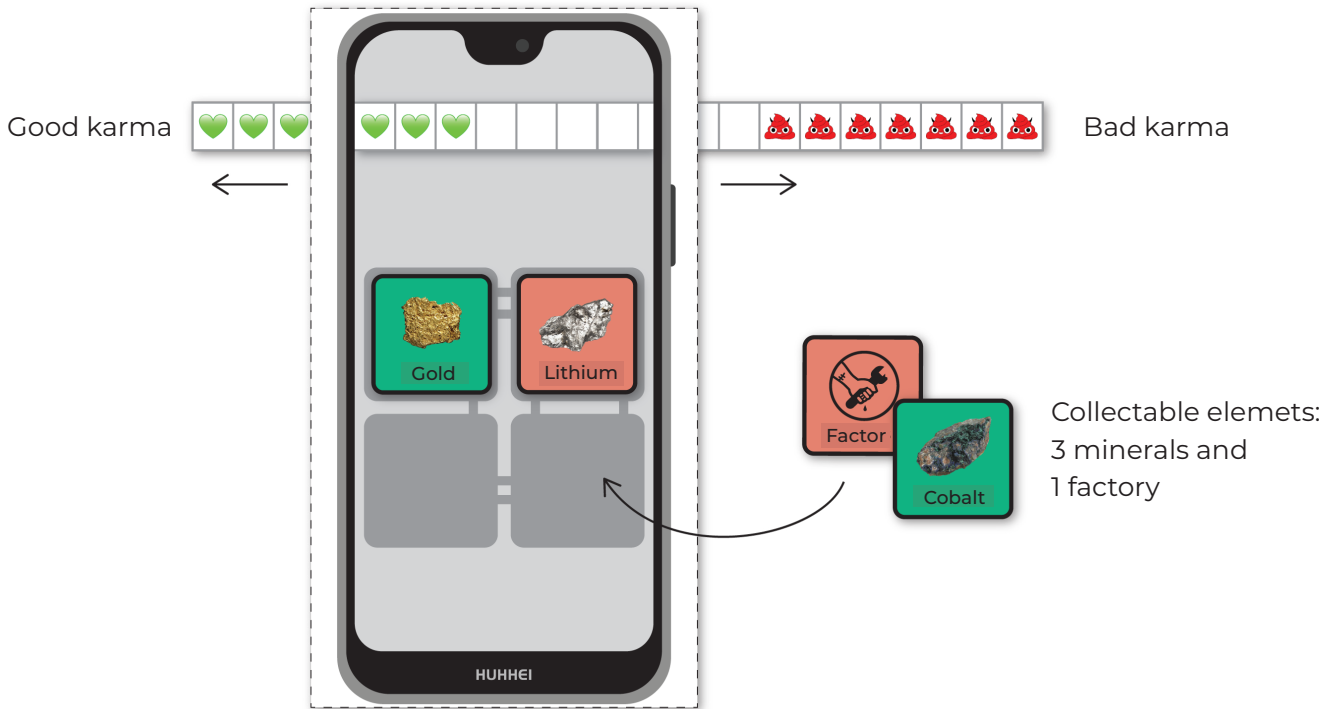 Good karma
Bad karma
Gold
Lithium
Factor
Cobalt
Collectable elemets:
3 minerals and
1 factory
HUHHEI